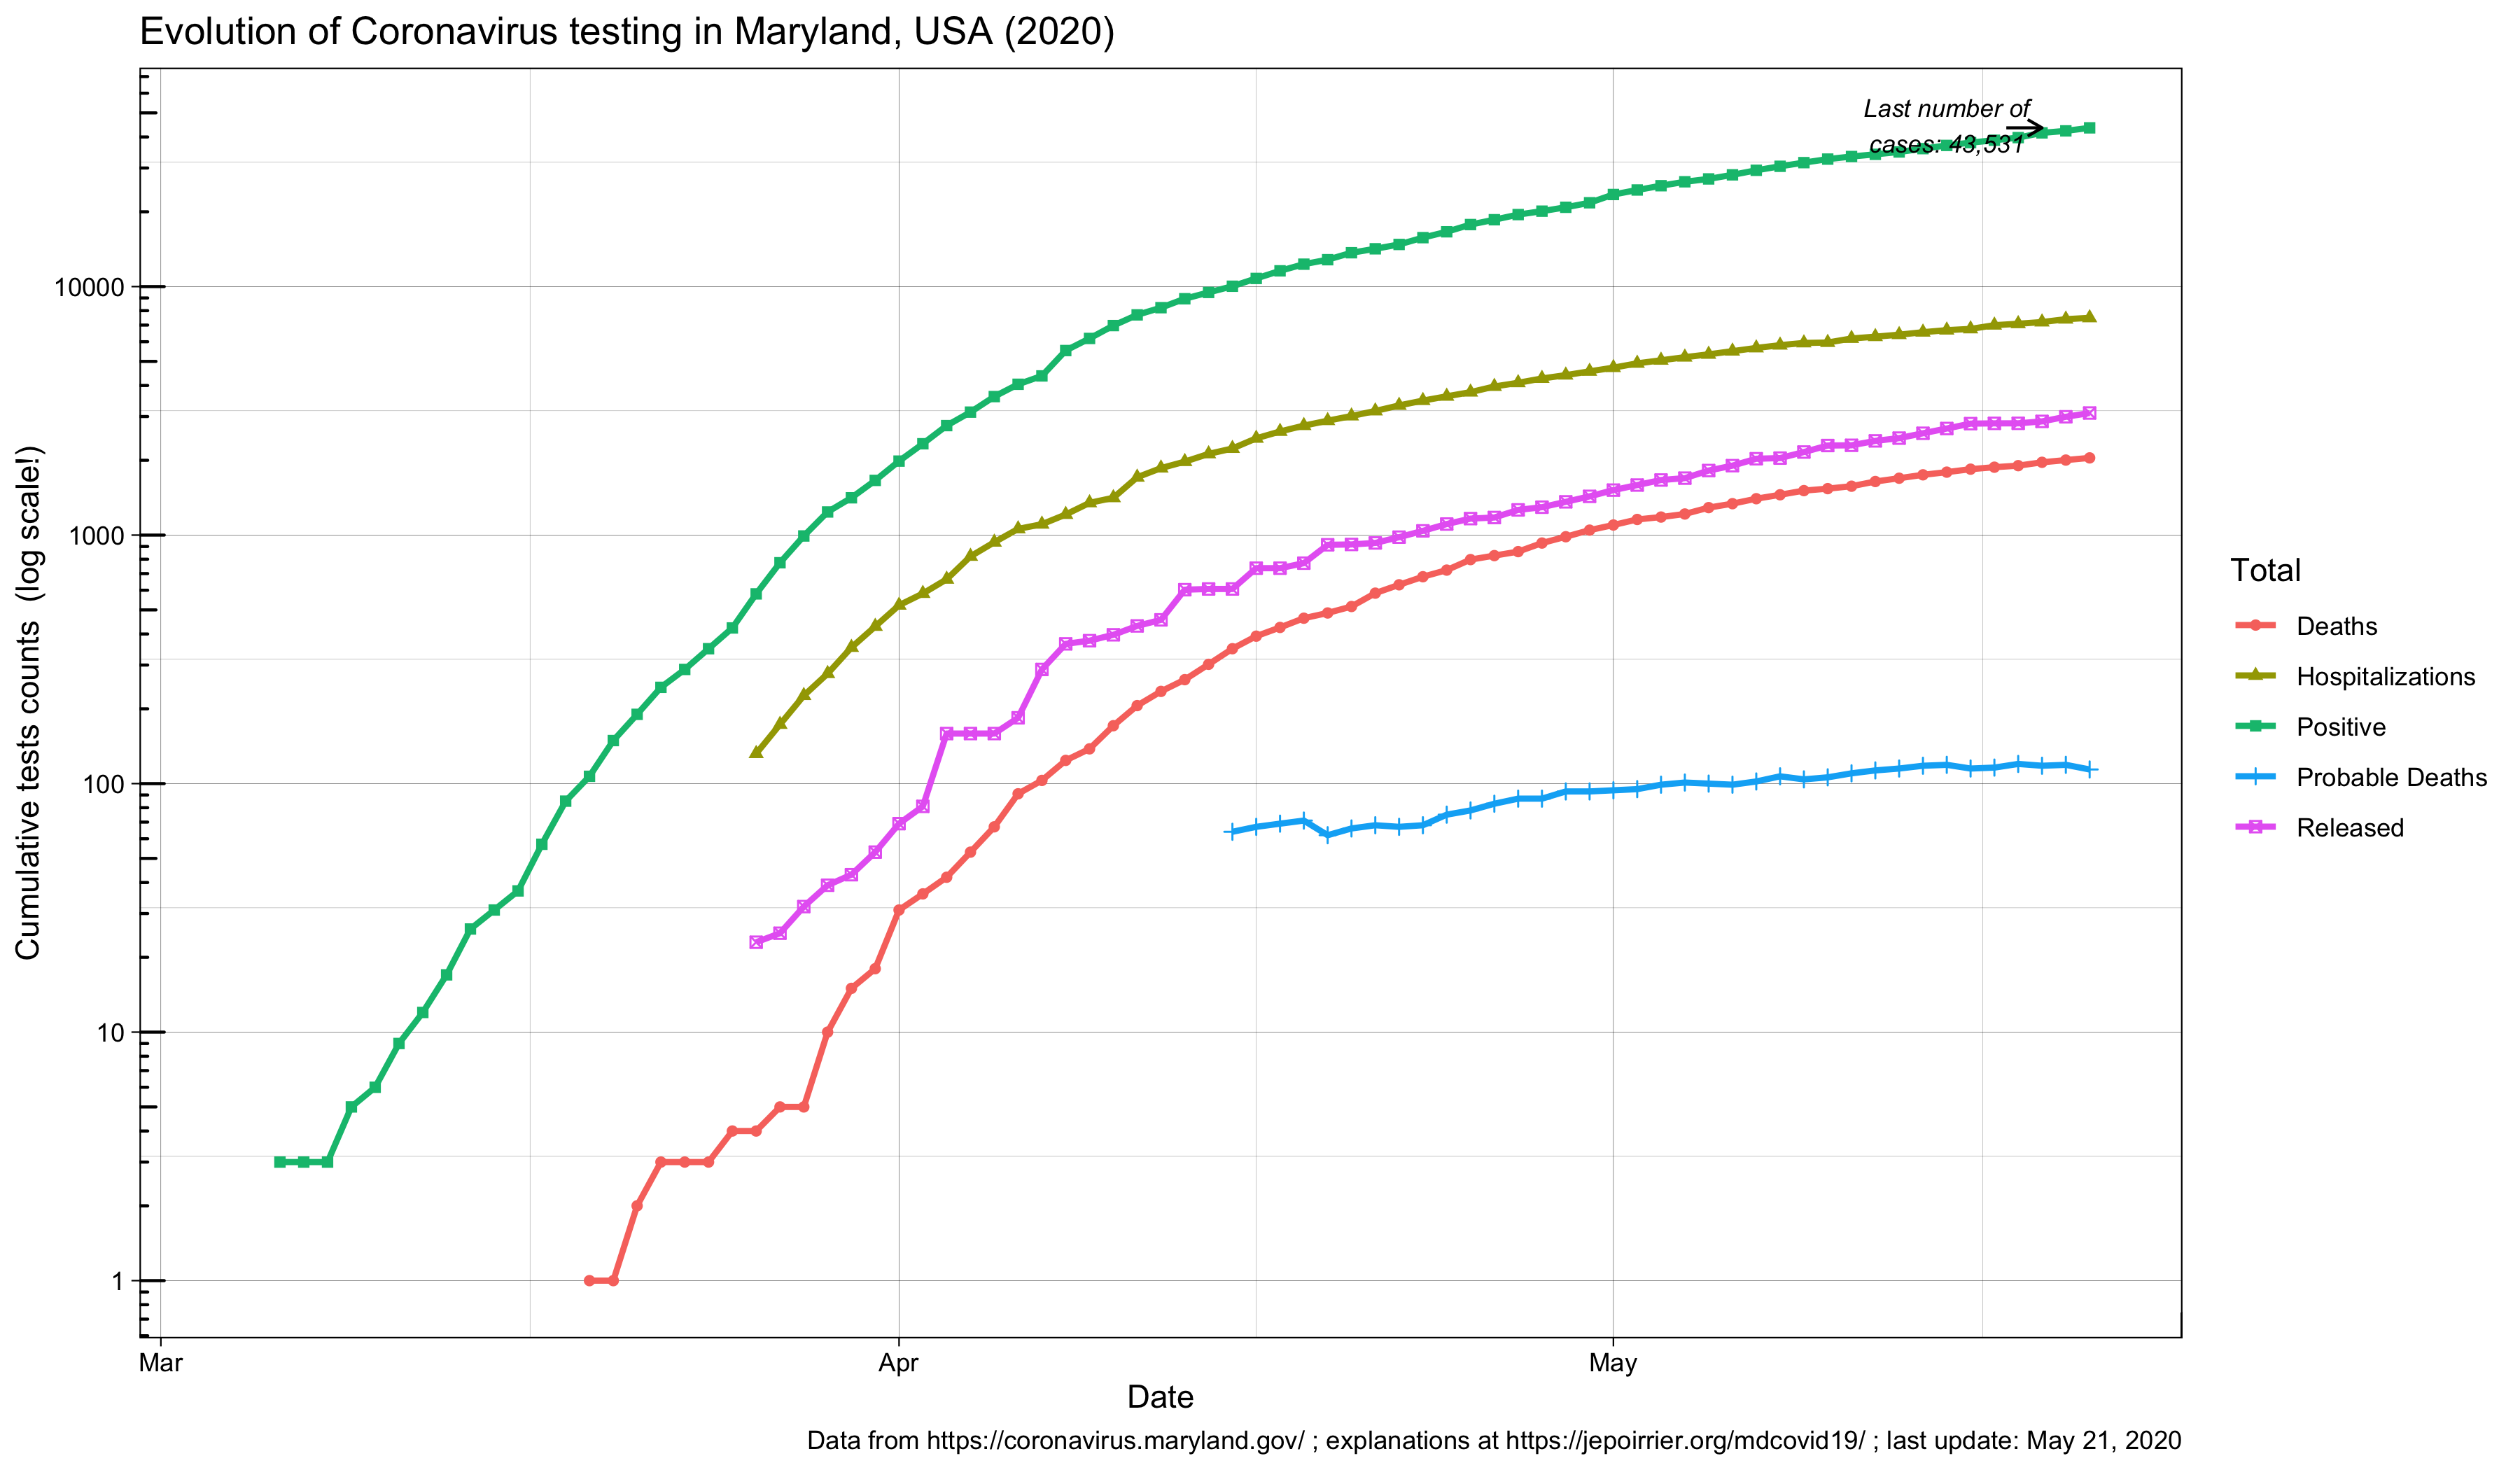 Evolution of Coronavirus testing in Maryland, USA (2020)
Last number of
cases: 43,531
10000
1000
100
10
1
Cumulative tests counts (log scale!)
Mar
Apr
May
Date
Total
Deaths
Hospitalizations
Positive
Probable Deaths
Released
Data from https://coronavirus.maryland.gov/ ; explanations at https://jepoirrier.org/mdcovid19/ ; last update: May 21, 2020